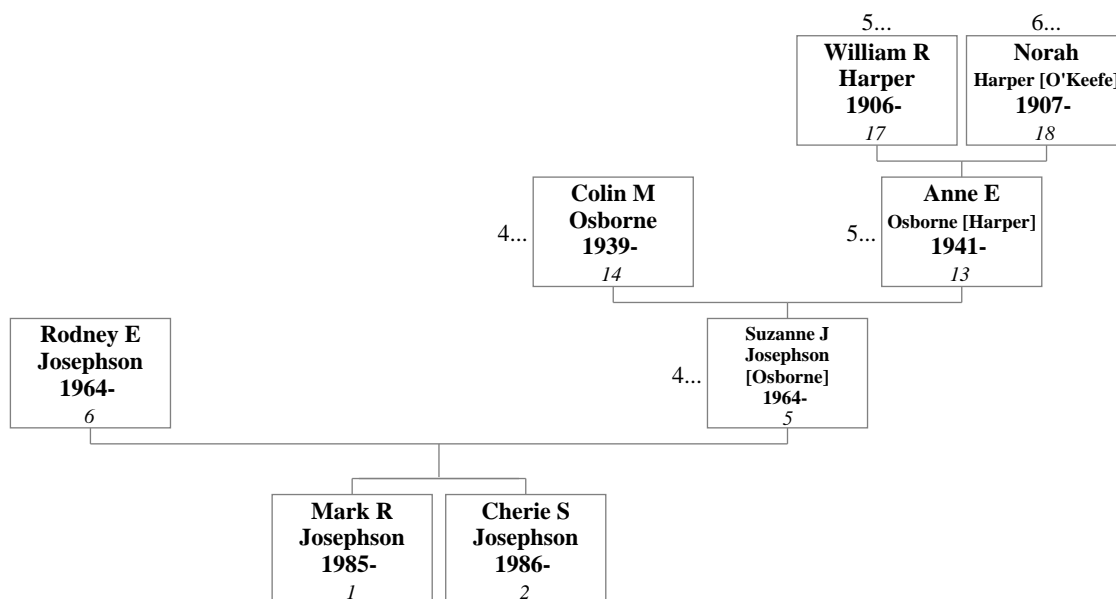 5...
William R
Harper
1906-
17
6...
Norah
Harper [O'Keefe]
1907-
18
4...
Colin M
Osborne
1939-
14
5...
Anne E
Osborne [Harper]
1941-
13
Rodney E
Josephson
1964-
6
4...
Suzanne J
Josephson
[Osborne]
1964-
5
Mark R
Josephson
1985-
1
Cherie S
Josephson
1986-
2